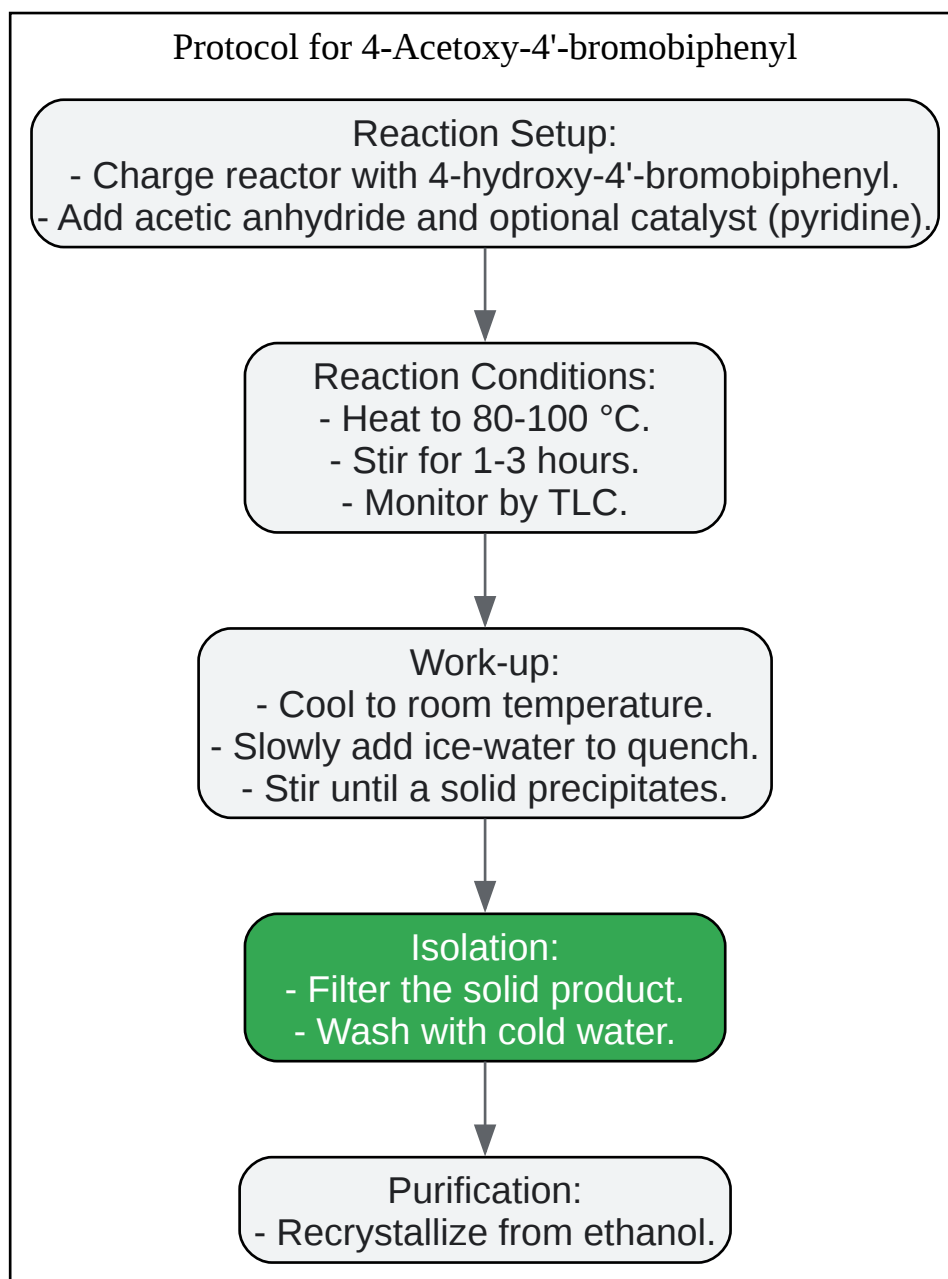 Protocol for 4-Acetoxy-4'-bromobiphenyl
Reaction Setup:
- Charge reactor with 4-hydroxy-4'-bromobiphenyl.
- Add acetic anhydride and optional catalyst (pyridine).
Reaction Conditions:
- Heat to 80-100 °C.
- Stir for 1-3 hours.
- Monitor by TLC.
Work-up:
- Cool to room temperature.
- Slowly add ice-water to quench.
- Stir until a solid precipitates.
Isolation:
- Filter the solid product.
- Wash with cold water.
Purification:
- Recrystallize from ethanol.